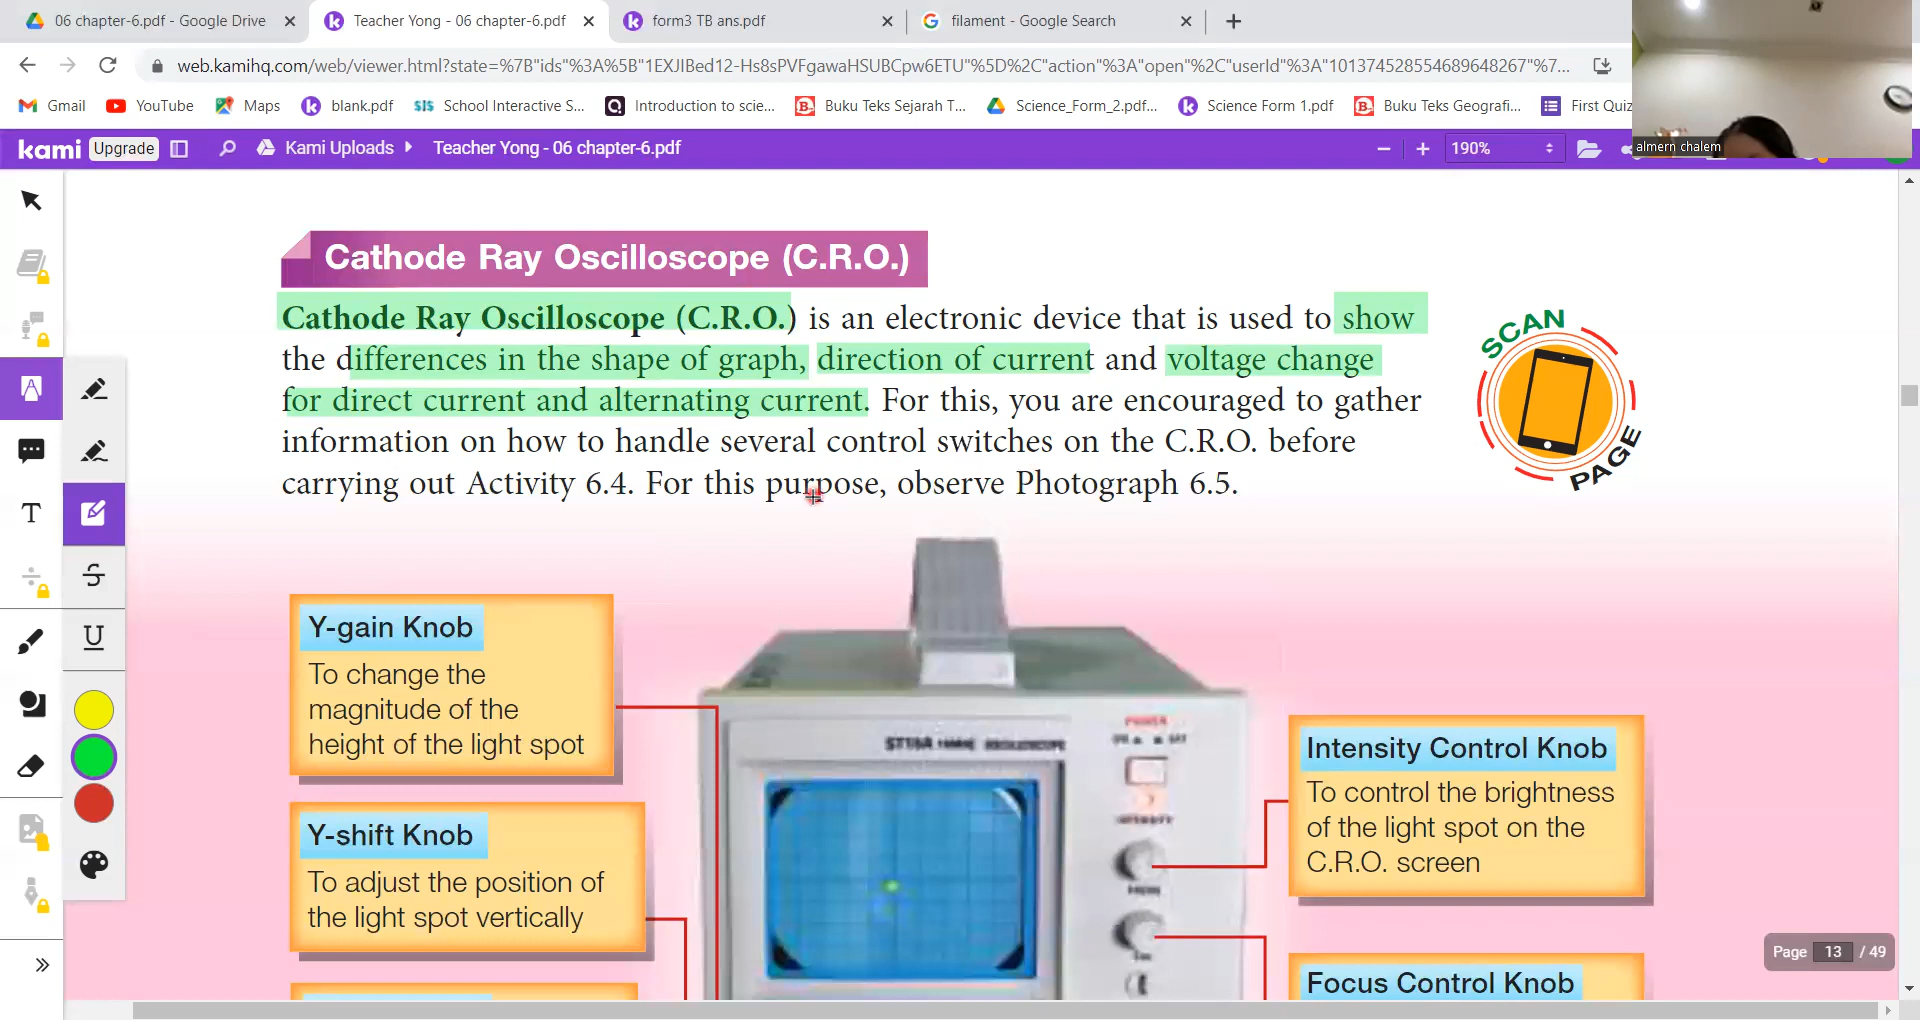 06 chapter-6.pdf - Google Drive
Teacher Yong - 06 chapter-6.pdf
form3 TB ans.pdf
filament - Google Search
web.kamihq.com/web/viewer.html?state=%7B"ids"%3A%5B"1EXJIBed12-Hs8sPVFgawaHSUBCpw6ETU"%5D%2C"action"%3A"open"%2C"userId"%3A"101374528554689648267"%7...
Gmail
YouTube
Maps
blank.pdf
SIS School Interactive S...
Introduction to scie...
Buku Teks Sejarah T...
Science_Form_2.pdf...
Science Form 1.pdf
Buku Teks Geografi...
First Quiz
almern chalem
kami Upgrade
Kami Uploads
Teacher Yong - 06 chapter-6.pdf
190%
Cathode Ray Oscilloscope (C.R.O.)
Cathode Ray Oscilloscope (C.R.O.) is an electronic device that is used to show
the differences in the shape of graph, direction of current and voltage change
for direct current and alternating current. For this, you are encouraged to gather
information on how to handle several control switches on the C.R.O. before
carrying out Activity 6.4. For this purpose, observe Photograph 6.5.
SCAN
PAGE
Y-gain Knob
To change the
magnitude of the
height of the light spot
Y-shift Knob
To adjust the position of
the light spot vertically
POWER
INTENSITY
Intensity Control Knob
To control the brightness
of the light spot on the
C.R.O. screen
Focus Control Knob
Page 13 / 49